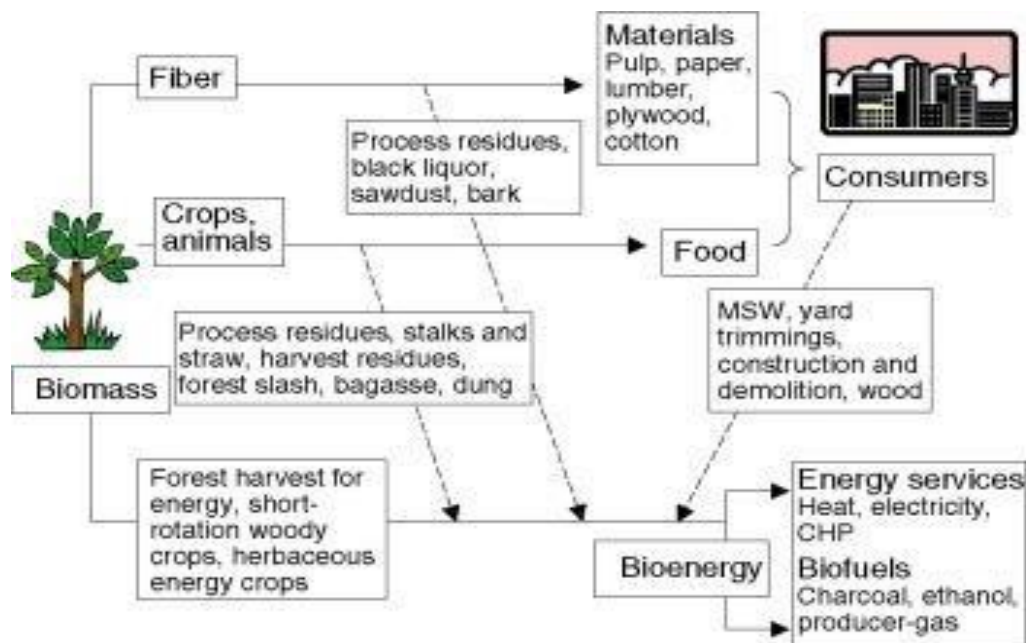 Fiber
Materials
Pulp, paper,
lumber,
plywood,
cotton
Process residues,
black liquor,
sawdust, bark
Consumers
Crops,
animals
Food
MSW, yard
trimmings,
construction and
demolition, wood
Process residues, stalks and
straw, harvest residues,
forest slash, bagasse, dung
Biomass
Forest harvest for
energy, short-
rotation woody
crops, herbaceous
energy crops
Bioenergy
Energy services
Heat, electricity,
CHP
Biofuels
Charcoal, ethanol,
producer-gas